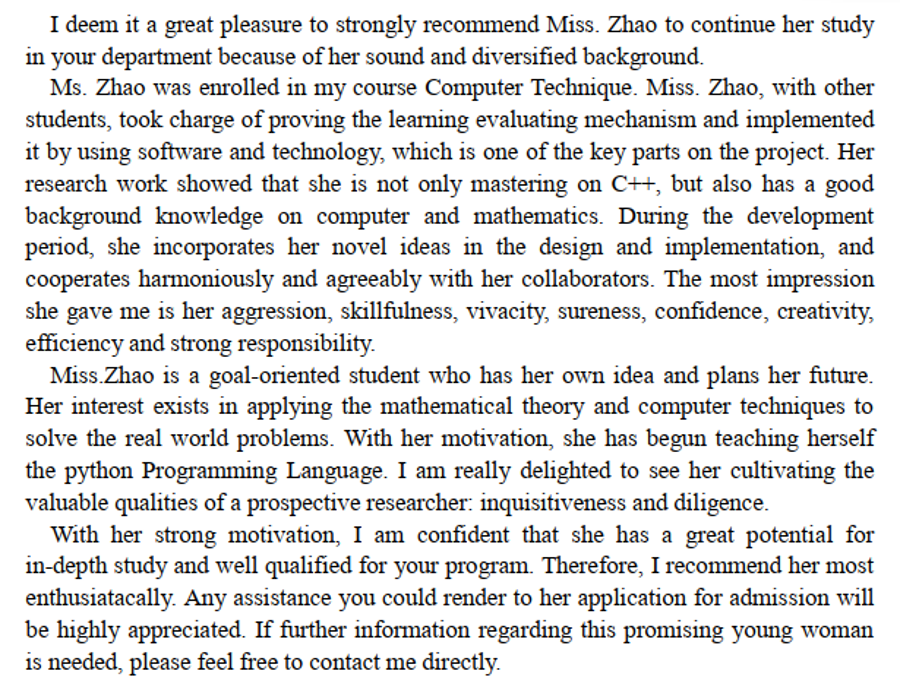 I deem it a great pleasure to strongly recommend Miss. Zhao to continue her study
in your department because of her sound and diversified background.
Ms. Zhao was enrolled in my course Computer Technique. Miss. Zhao, with other
students, took charge of proving the learning evaluating mechanism and implemented
it by using software and technology, which is one of the key parts on the project. Her
research work showed that she is not only mastering on C++, but also has a good
background knowledge on computer and mathematics. During the development
period, she incorporates her novel ideas in the design and implementation, and
cooperates harmoniously and agreeably with her collaborators. The most impression
she gave me is her aggression, skillfulness, vivacity, sureness, confidence, creativity,
efficiency and strong responsibility.
Miss.Zhao is a goal-oriented student who has her own idea and plans her future.
Her interest exists in applying the mathematical theory and computer techniques to
solve the real world problems. With her motivation, she has begun teaching herself
the python Programming Language. I am really delighted to see her cultivating the
valuable qualities of a prospective researcher: inquisitiveness and diligence.
With her strong motivation, I am confident that she has a great potential for
in-depth study and well qualified for your program. Therefore, I recommend her most
enthusiatacally. Any assistance you could render to her application for admission will
be highly appreciated. If further information regarding this promising young woman
is needed, please feel free to contact me directly.